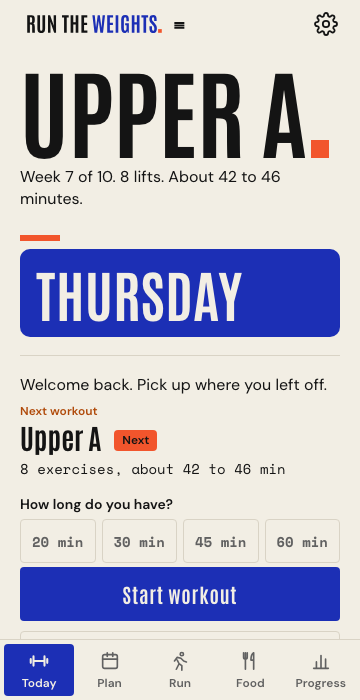 RUN THE WEIGHTS.
UPPER A.
Week 7 of 10. 8 lifts. About 42 to 46
minutes.
THURSDAY
Welcome back. Pick up where you left off.
Next workout
Upper A Next
8 exercises, about 42 to 46 min
How long do you have?
20 min 30 min 45 min 60 min
Start workout
Today Plan Run Food Progress